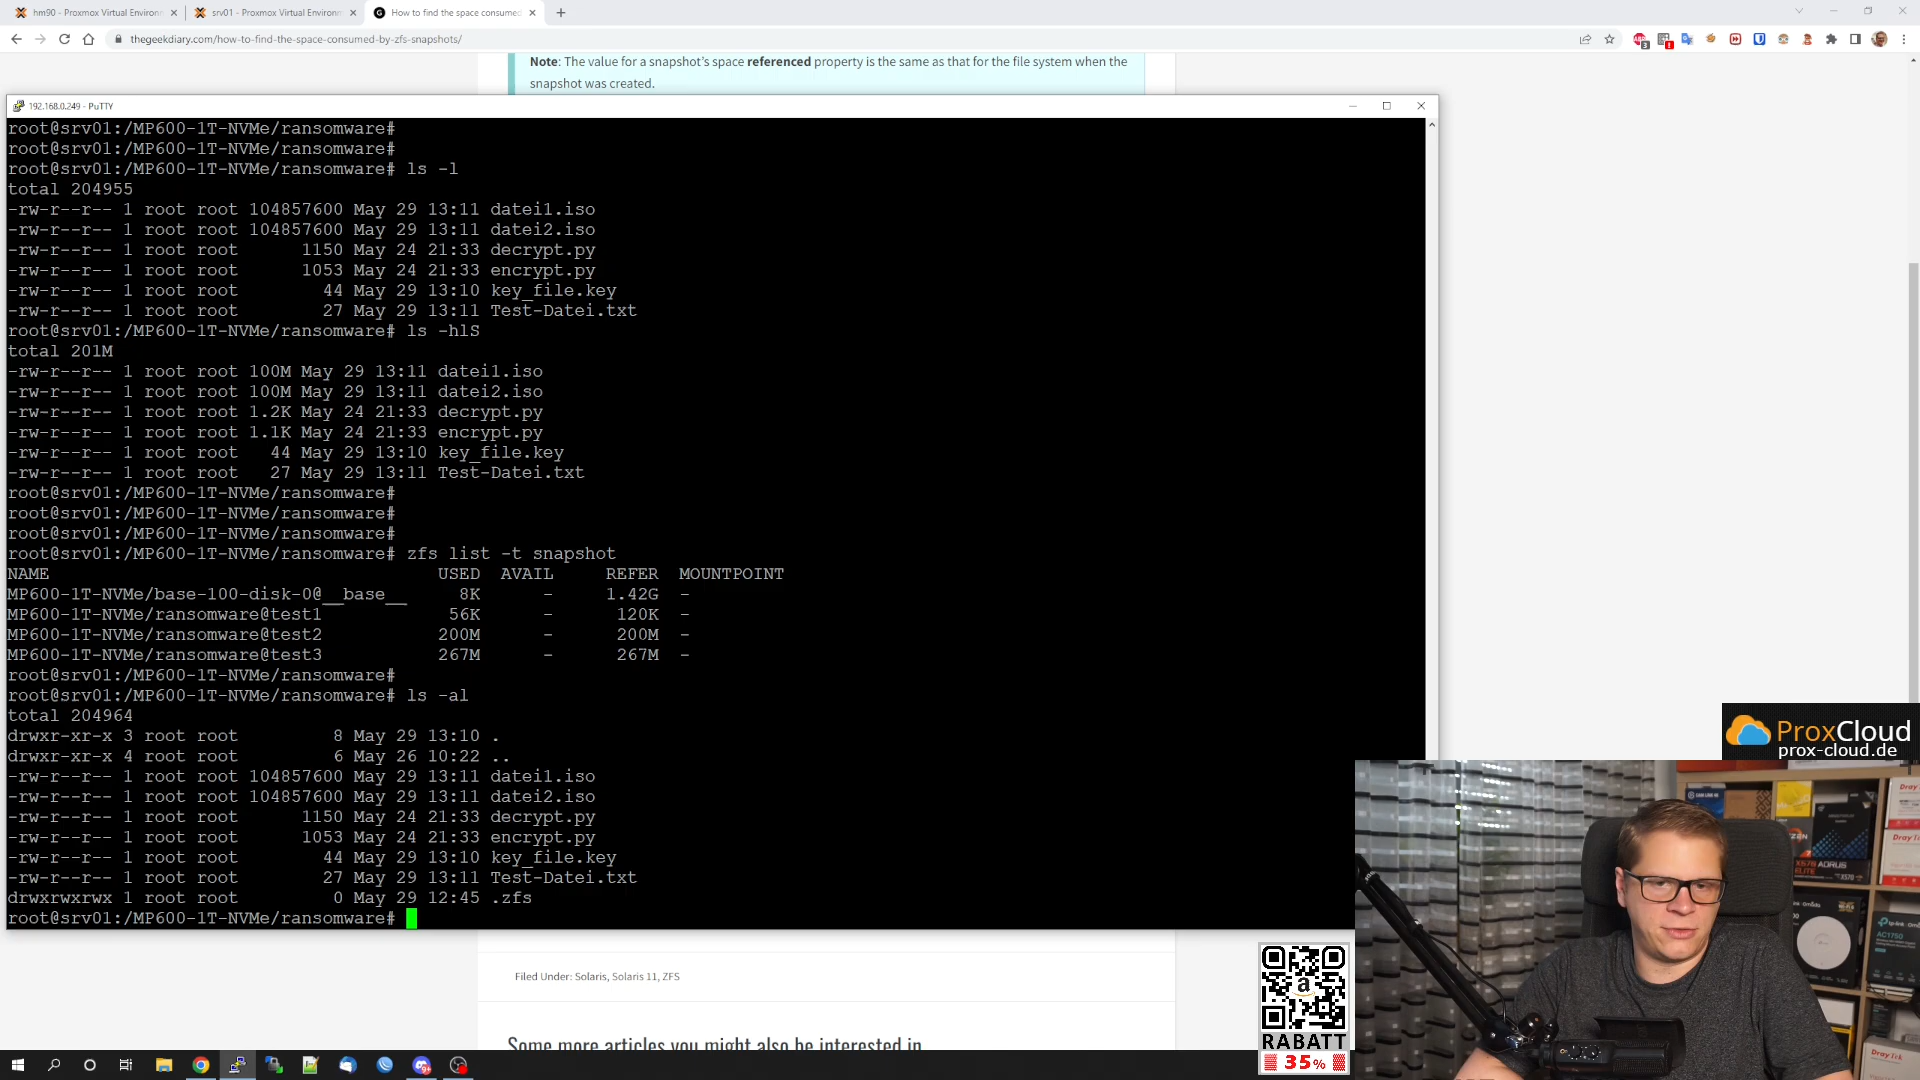 hm90 - Proxmox Virtual Environm
srv01 - Proxmox Virtual Environm
How to find the space consumed
thegeekdiary.com/how-to-find-the-space-consumed-by-zfs-snapshots/
Note: The value for a snapshot's space referenced property is the same as that for the file system when the
snapshot was created.
192.168.0.249 - PuTTY
root@srv01:/MP600-1T-NVMe/ransomware#
root@srv01:/MP600-1T-NVMe/ransomware#
root@srv01:/MP600-1T-NVMe/ransomware# ls -l
total 204955
-rw-r--r-- 1 root root 104857600 May 29 13:11 datei1.iso
-rw-r--r-- 1 root root 104857600 May 29 13:11 datei2.iso
-rw-r--r-- 1 root root      1150 May 24 21:33 decrypt.py
-rw-r--r-- 1 root root      1053 May 24 21:33 encrypt.py
-rw-r--r-- 1 root root        44 May 29 13:10 key_file.key
-rw-r--r-- 1 root root        27 May 29 13:11 Test-Datei.txt
root@srv01:/MP600-1T-NVMe/ransomware# ls -hlS
total 201M
-rw-r--r-- 1 root root 100M May 29 13:11 datei1.iso
-rw-r--r-- 1 root root 100M May 29 13:11 datei2.iso
-rw-r--r-- 1 root root 1.2K May 24 21:33 decrypt.py
-rw-r--r-- 1 root root 1.1K May 24 21:33 encrypt.py
-rw-r--r-- 1 root root   44 May 29 13:10 key_file.key
-rw-r--r-- 1 root root   27 May 29 13:11 Test-Datei.txt
root@srv01:/MP600-1T-NVMe/ransomware#
root@srv01:/MP600-1T-NVMe/ransomware#
root@srv01:/MP600-1T-NVMe/ransomware#
root@srv01:/MP600-1T-NVMe/ransomware# zfs list -t snapshot
NAME                                     USED  AVAIL     REFER  MOUNTPOINT
MP600-1T-NVMe/base-100-disk-0@__base__     8K      -     1.42G  -
MP600-1T-NVMe/ransomware@test1            56K      -      120K  -
MP600-1T-NVMe/ransomware@test2           200M      -      200M  -
MP600-1T-NVMe/ransomware@test3           267M      -      267M  -
root@srv01:/MP600-1T-NVMe/ransomware#
root@srv01:/MP600-1T-NVMe/ransomware# ls -al
total 204964
drwxr-xr-x 3 root root         8 May 29 13:10 .
drwxr-xr-x 4 root root         6 May 26 10:22 ..
-rw-r--r-- 1 root root 104857600 May 29 13:11 datei1.iso
-rw-r--r-- 1 root root 104857600 May 29 13:11 datei2.iso
-rw-r--r-- 1 root root      1150 May 24 21:33 decrypt.py
-rw-r--r-- 1 root root      1053 May 24 21:33 encrypt.py
-rw-r--r-- 1 root root        44 May 29 13:10 key_file.key
-rw-r--r-- 1 root root        27 May 29 13:11 Test-Datei.txt
drwxrwxrwx 1 root root         0 May 29 12:45 .zfs
root@srv01:/MP600-1T-NVMe/ransomware#
ProxCloud
prox-cloud.de
Filed Under: Solaris, Solaris 11, ZFS
Some more articles you might also be interested in
RABATT
35%